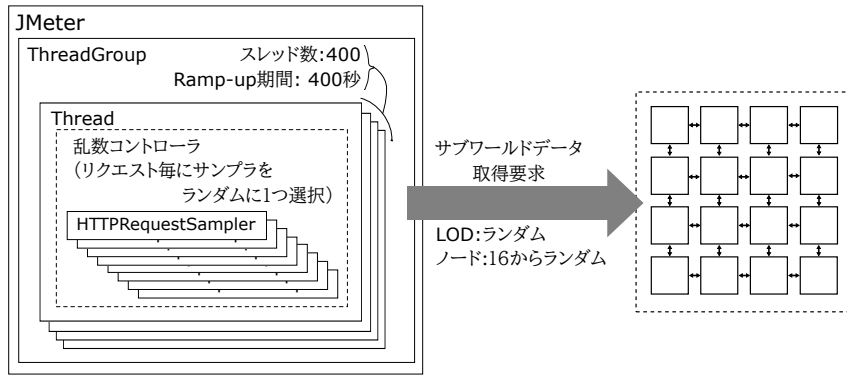 JMeter
ThreadGroup
スレッド数:400
Ramp-up期間: 400秒
Thread
乱数コントローラ
（リクエスト毎にサンプラを
ランダムに1つ選択）
HTTPRequestSampler
サブワールドデータ
取得要求
LOD:ランダム
ノード:16からランダム